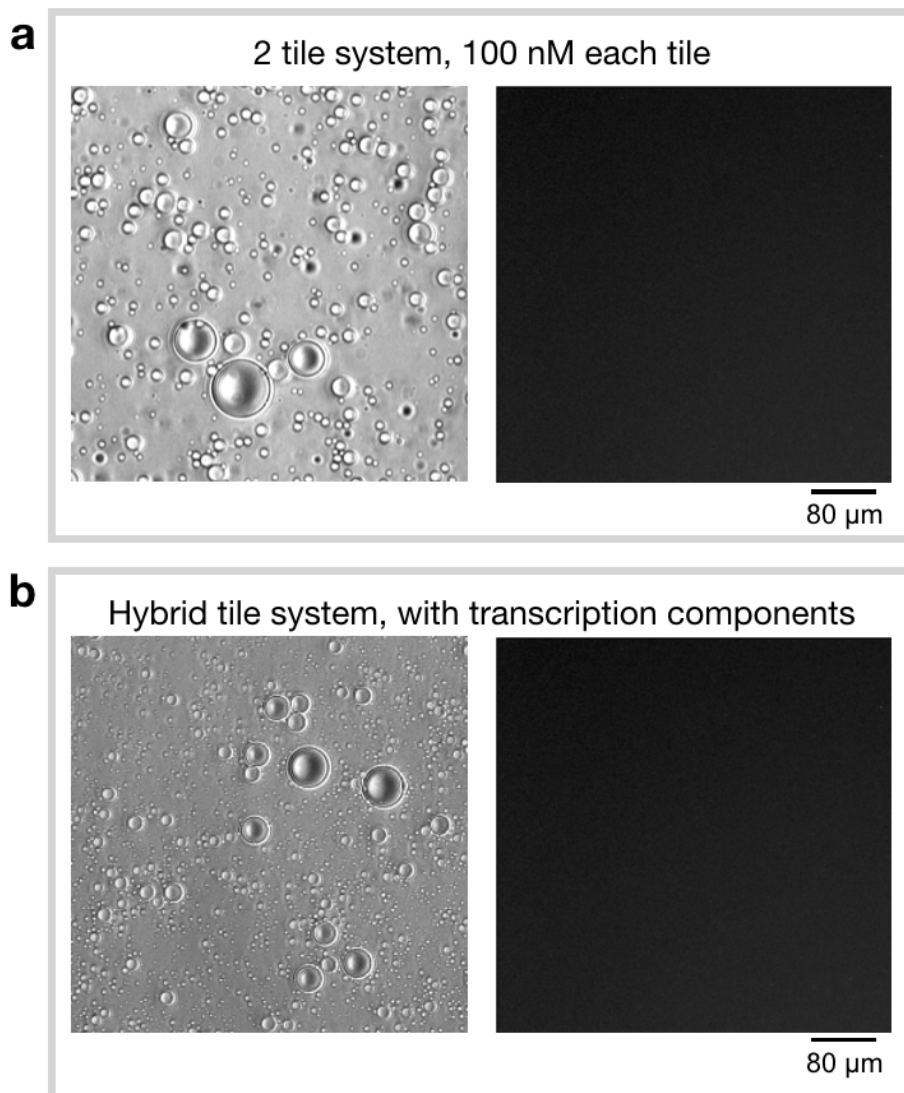 a
2 tile system, 100 nM each tile
80 µm
b
Hybrid tile system, with transcription components
80 µm